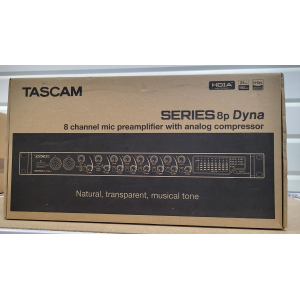 TASCAM
HDIA
SERIES 8p Dyna
8 channel mic preamplifier with analog compressor
Natural, transparent, musical tone